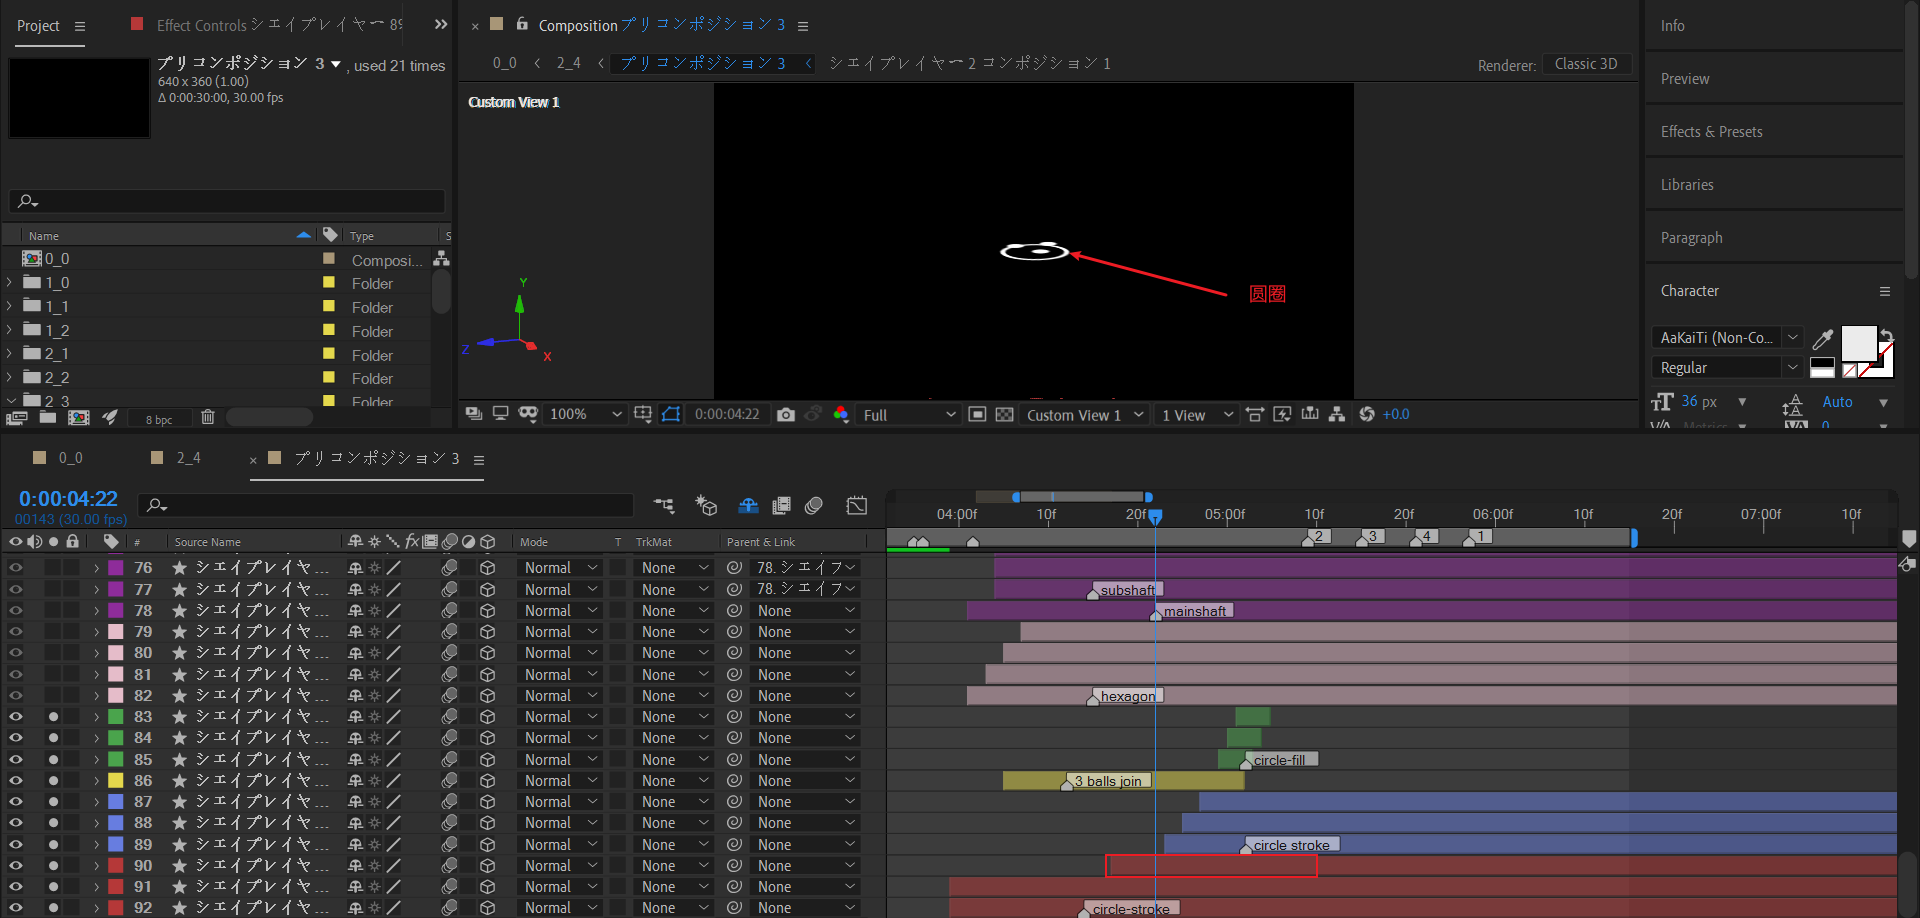 Project
Effect Controls シェイプレイヤー 89
Composition プリコンポジション 3
プリコンポジション 3 , used 21 times
640 x 360 (1.00)
Δ 0:00:30:00, 30.00 fps
0_0 2_4 プリコンポジション 3 シェイプレイヤー 2 コンポジション 1
Renderer: Classic 3D
Custom View 1
圆圈
Y
Z
X
Name Type S
0_0 Composi...
1_0 Folder
1_1 Folder
1_2 Folder
2_1 Folder
2_2 Folder
2_3 Folder
8 bpc
100% 0:00:04:22 Full Custom View 1 1 View +0.0
Info
Preview
Effects & Presets
Libraries
Paragraph
Character
AaKaiTi (Non-Co...
Regular
36 px Auto
Metrics 0
0_0 2_4 プリコンポジション 3
0:00:04:22
00143 (30.00 fps)
04:00f 10f 20f 05:00f 10f 20f 06:00f 10f 20f 07:00f 10f
2 3 4 1
# Source Name fx Mode T TrkMat Parent & Link
76 シェイプレイヤ... Normal None 78. シェイプ
77 シェイプレイヤ... Normal None 78. シェイプ subshaft
78 シェイプレイヤ... Normal None None mainshaft
79 シェイプレイヤ... Normal None None
80 シェイプレイヤ... Normal None None
81 シェイプレイヤ... Normal None None
82 シェイプレイヤ... Normal None None hexagon
83 シェイプレイヤ... Normal None None
84 シェイプレイヤ... Normal None None
85 シェイプレイヤ... Normal None None circle-fill
86 シェイプレイヤ... Normal None None 3 balls join
87 シェイプレイヤ... Normal None None
88 シェイプレイヤ... Normal None None
89 シェイプレイヤ... Normal None None circle stroke
90 シェイプレイヤ... Normal None None
91 シェイプレイヤ... Normal None None
92 シェイプレイヤ... Normal None None circle-stroke